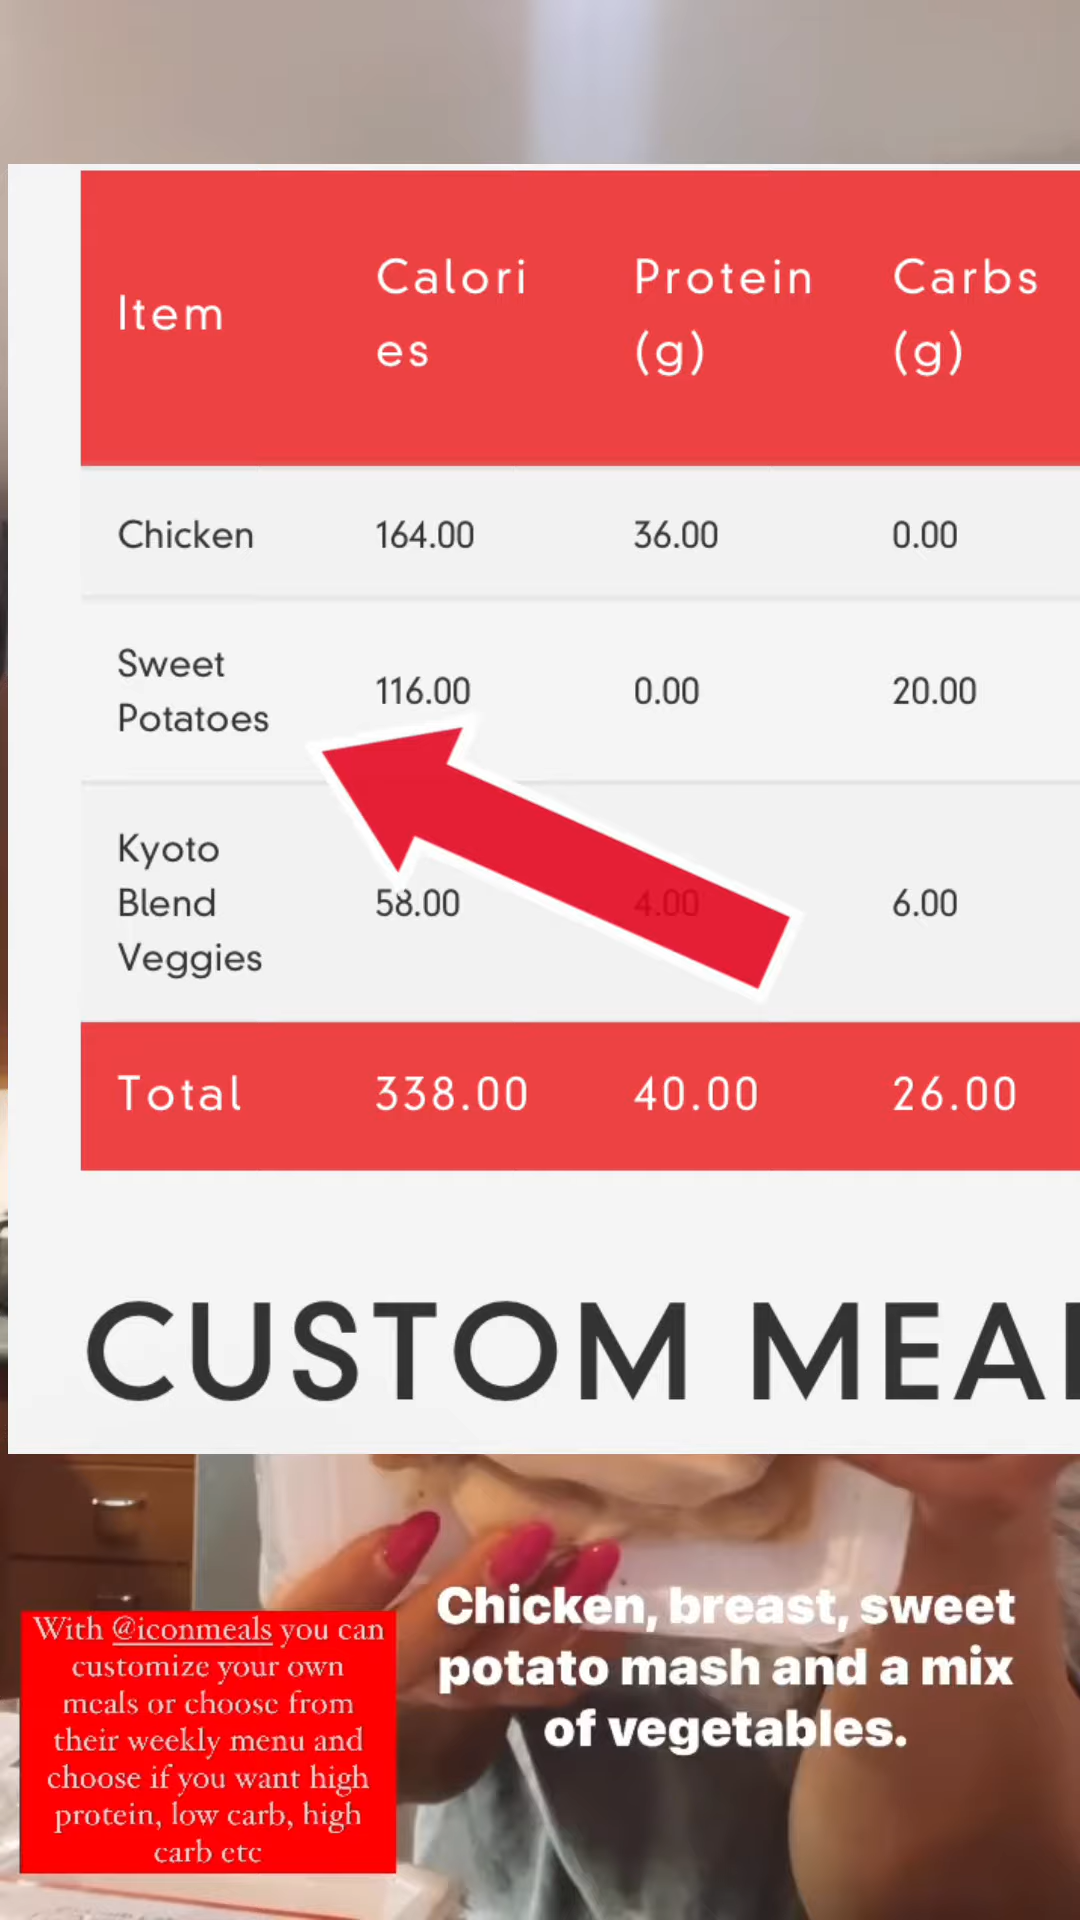 Item
Calori
es
Protein
(g)
Carbs
(g)
Chicken 164.00 36.00 0.00
Sweet
Potatoes
116.00 0.00 20.00
Kyoto
Blend
Veggies
58.00 4.00 6.00
Total 338.00 40.00 26.00
CUSTOM MEAL
With @iconmeals you can
customize your own
meals or choose from
their weekly menu and
choose if you want high
protein, low carb, high
carb etc
Chicken, breast, sweet
potato mash and a mix
of vegetables.